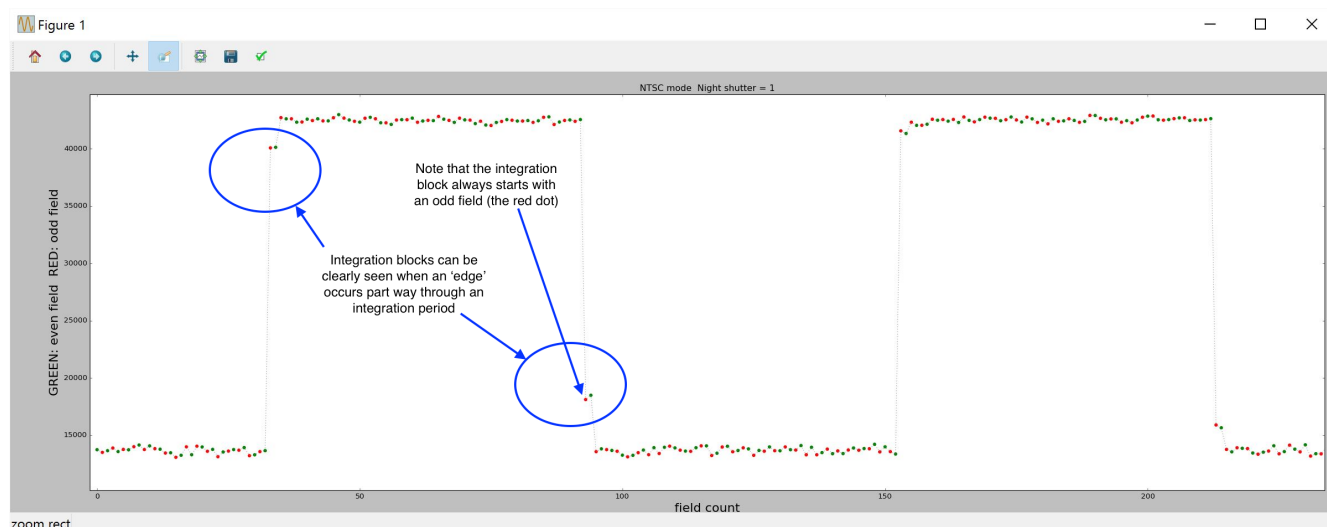 Figure 1
NTSC mode  Night shutter = 1
40000
35000
30000
25000
20000
15000
GREEN: even field  RED: odd field
Note that the integration
block always starts with
an odd field (the red dot)
Integration blocks can be
clearly seen when an ‘edge’
occurs part way through an
integration period
0
50
100
150
200
field count
zoom rect